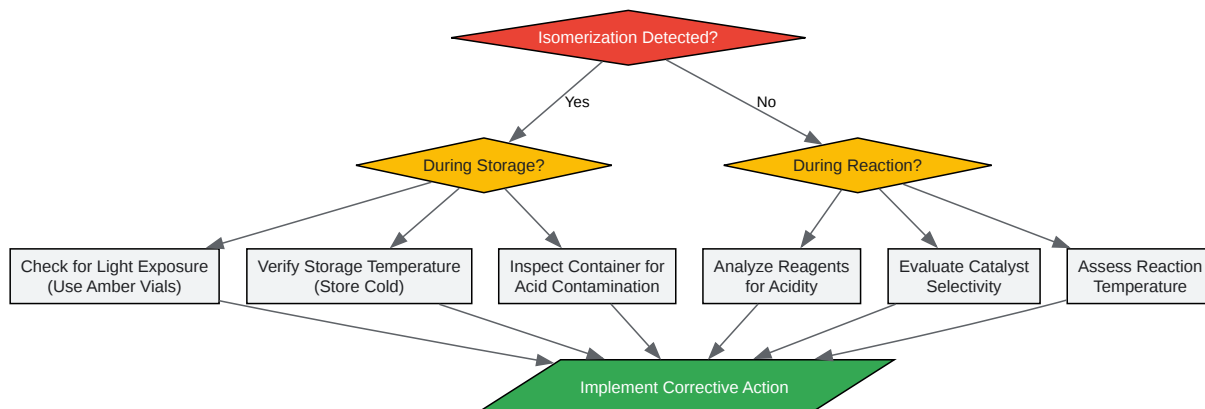 Isomerization Detected?
Yes
No
During Storage?
During Reaction?
Check for Light Exposure
(Use Amber Vials)
Verify Storage Temperature
(Store Cold)
Inspect Container for
Acid Contamination
Analyze Reagents
for Acidity
Evaluate Catalyst
Selectivity
Assess Reaction
Temperature
Implement Corrective Action